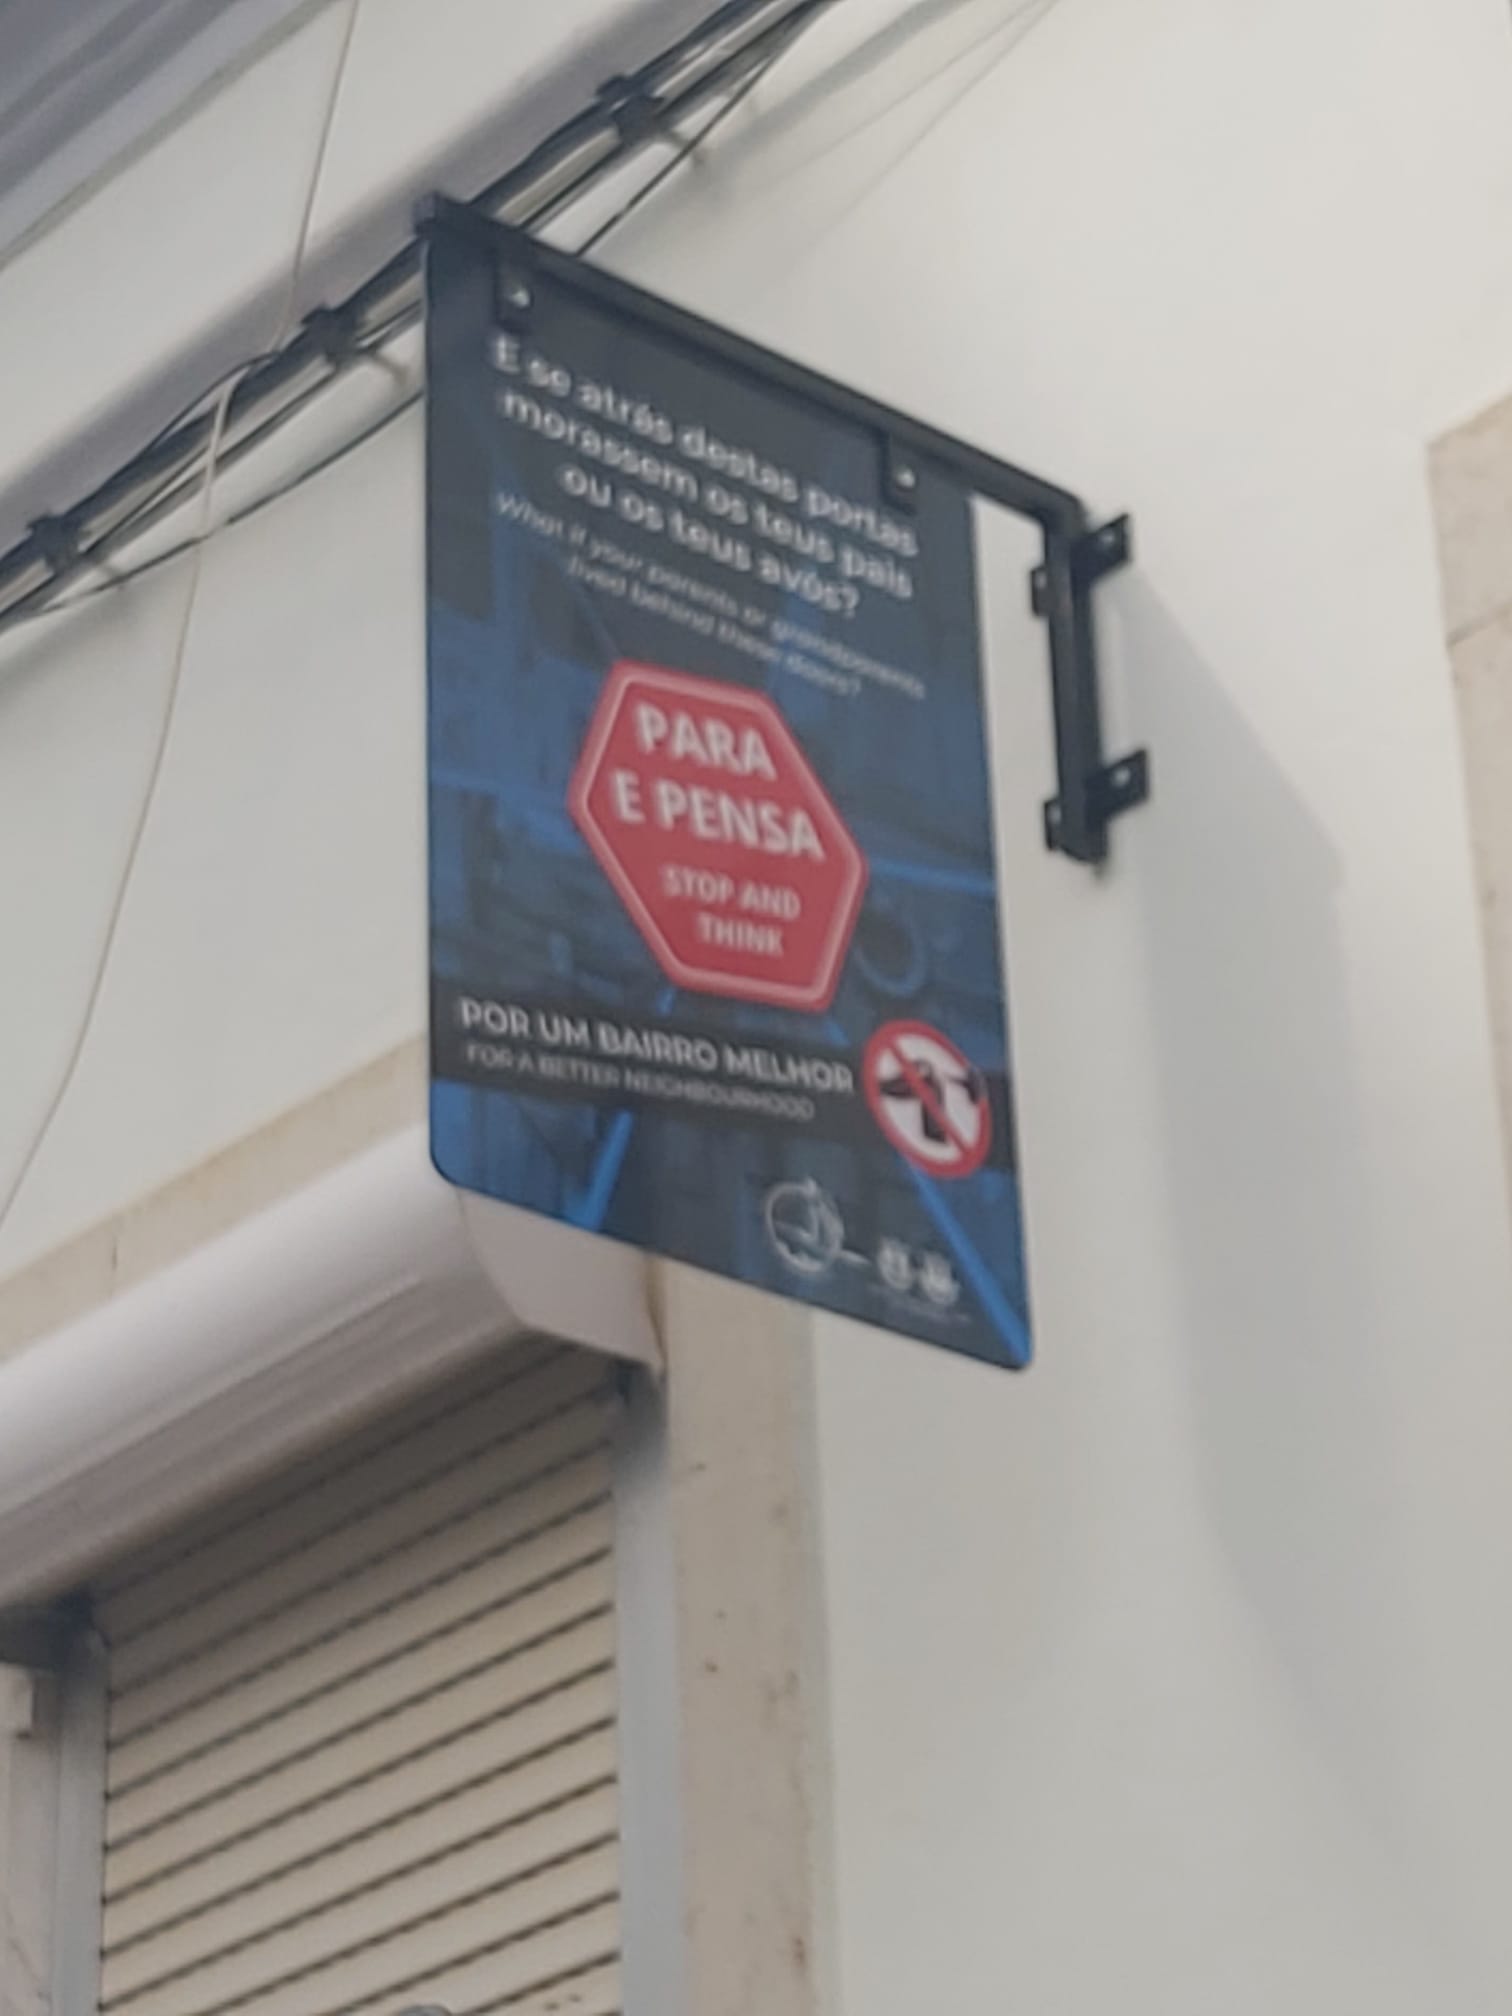 E se atrás destas portas
morassem os teus pais
ou os teus avós?
What if your parents or grandparents
lived behind these doors?
PARA
E PENSA
STOP AND
THINK
POR UM BAIRRO MELHOR
FOR A BETTER NEIGHBOURHOOD